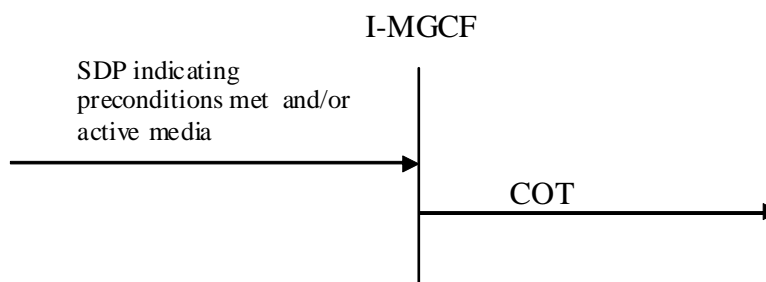 I-MGCF
SDP indicating
preconditions met and/or
active media
COT